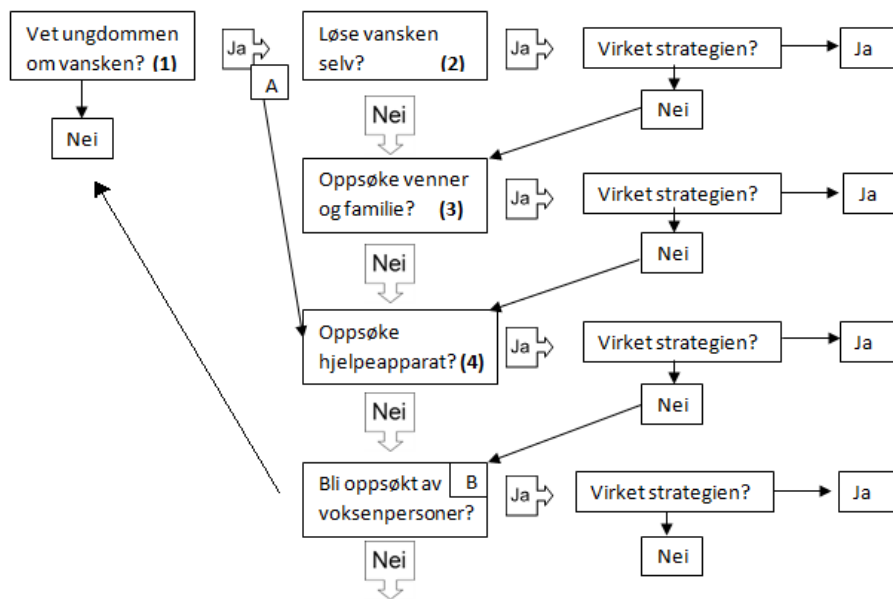 Vet ungdommen
om vansken? (1)
Ja
A
Løse vansken
selv? (2)
Ja
Virket strategien?
Ja
Nei
Nei
Nei
Oppsøke venner
og familie? (3)
Ja
Virket strategien?
Ja
Nei
Nei
Oppsøke
hjelpeapparat? (4)
Ja
Virket strategien?
Ja
Nei
Nei
Bli oppsøkt av
voksenpersoner?
B
Ja
Virket strategien?
Ja
Nei
Nei